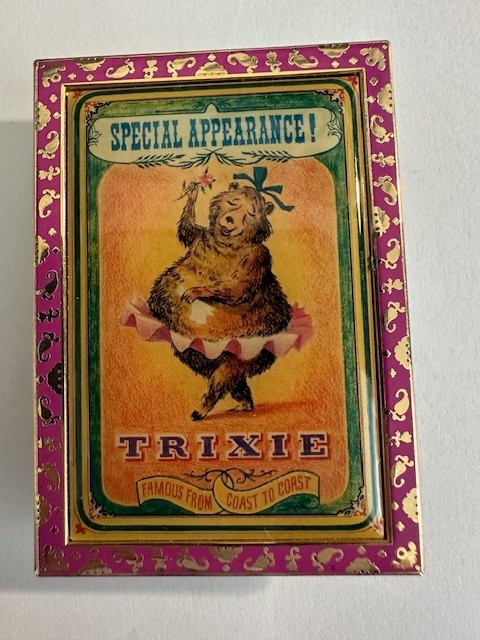 SPECIAL APPEARANCE!
TRIXIE
FAMOUS FROM COAST TO COAST